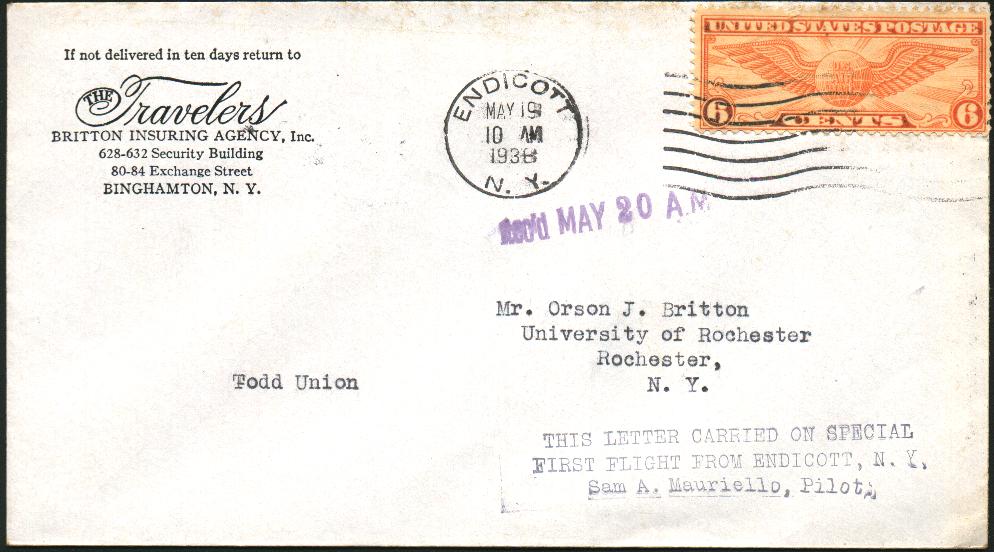 If not delivered in ten days return to
THE Travelers
BRITTON INSURING AGENCY, Inc.
628-632 Security Building
80-84 Exchange Street
BINGHAMTON, N. Y.
ENDICOTT
MAY 19
10 AM
1938
N. Y.
UNITED STATES POSTAGE
U.S.
AIR
MAIL
6 CENTS 6
Rec'd MAY 20 A.M.
Mr. Orson J. Britton
University of Rochester
Rochester,
N. Y.
Todd Union
THIS LETTER CARRIED ON SPECIAL
FIRST FLIGHT FROM ENDICOTT, N. Y.
Sam A. Mauriello, Pilot.